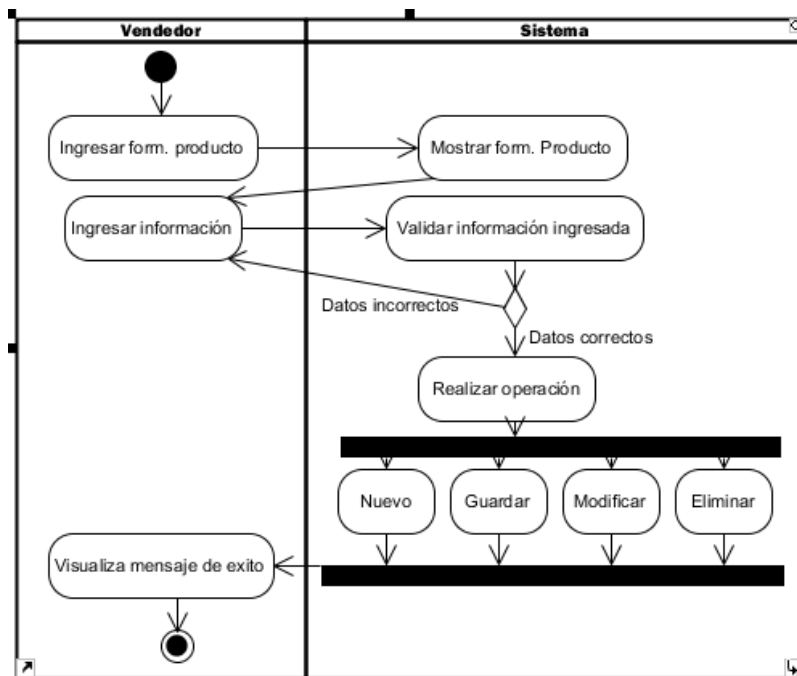 Vendedor
Sistema
Ingresar form. producto
Mostrar form. Producto
Ingresar información
Validar información ingresada
Datos incorrectos
Datos correctos
Realizar operación
Nuevo
Guardar
Modificar
Eliminar
Visualiza mensaje de exito